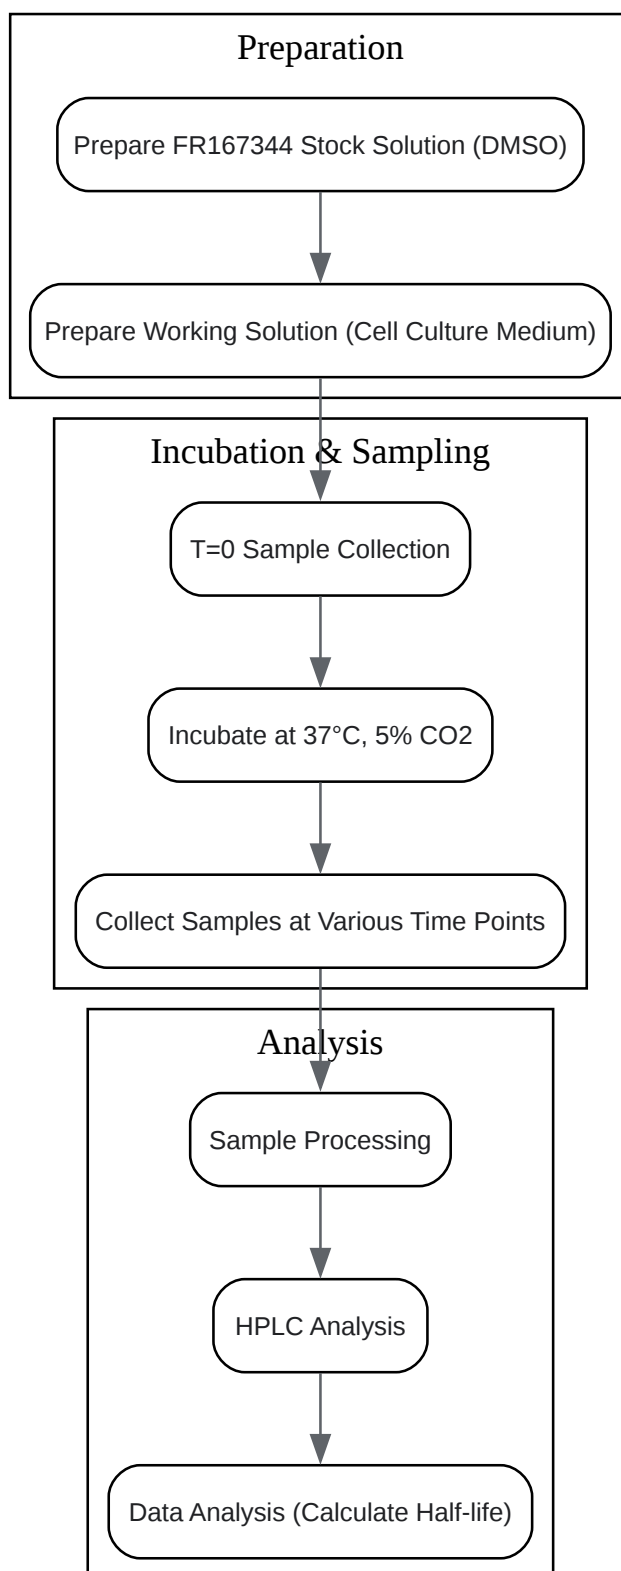 Preparation
Prepare FR167344 Stock Solution (DMSO)
Prepare Working Solution (Cell Culture Medium)
Incubation & Sampling
T=0 Sample Collection
Incubate at 37°C, 5% CO2
Collect Samples at Various Time Points
Analysis
Sample Processing
HPLC Analysis
Data Analysis (Calculate Half-life)